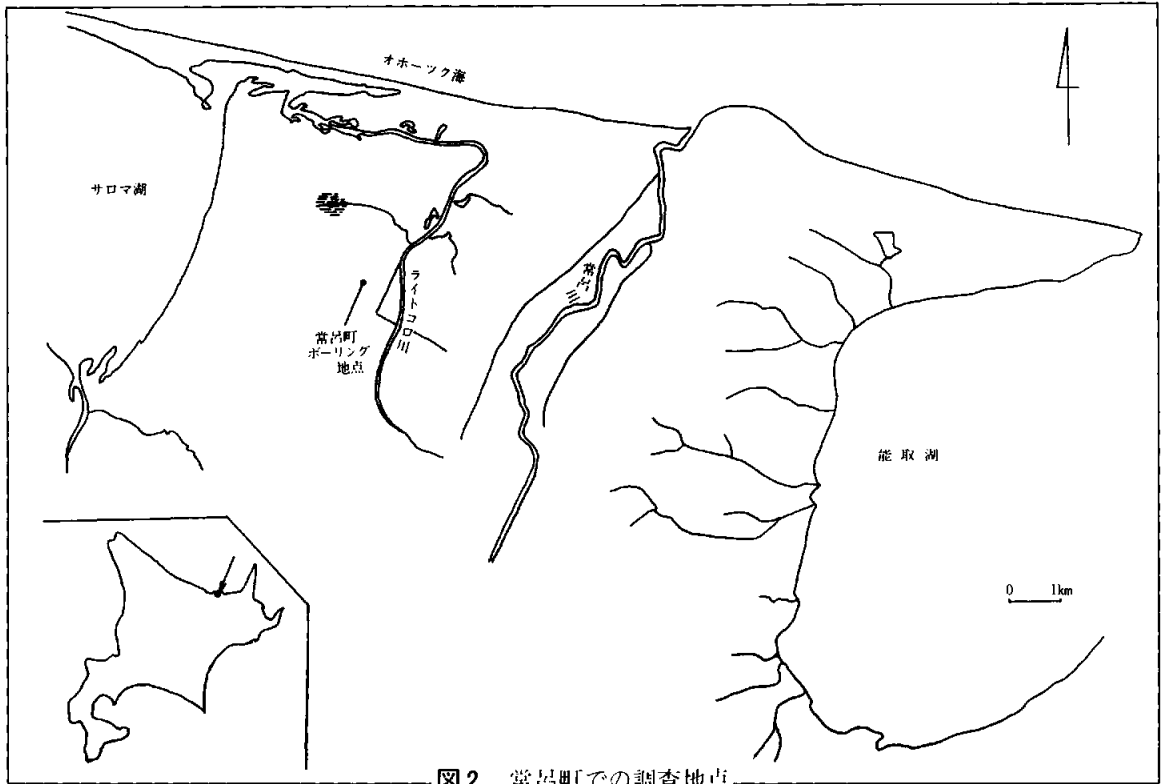 オホーツク海
サロマ湖
ライトコロ川
常呂川
常呂町
ボーリング
地点
能取湖
0 1km
図2 常呂町での調査地点